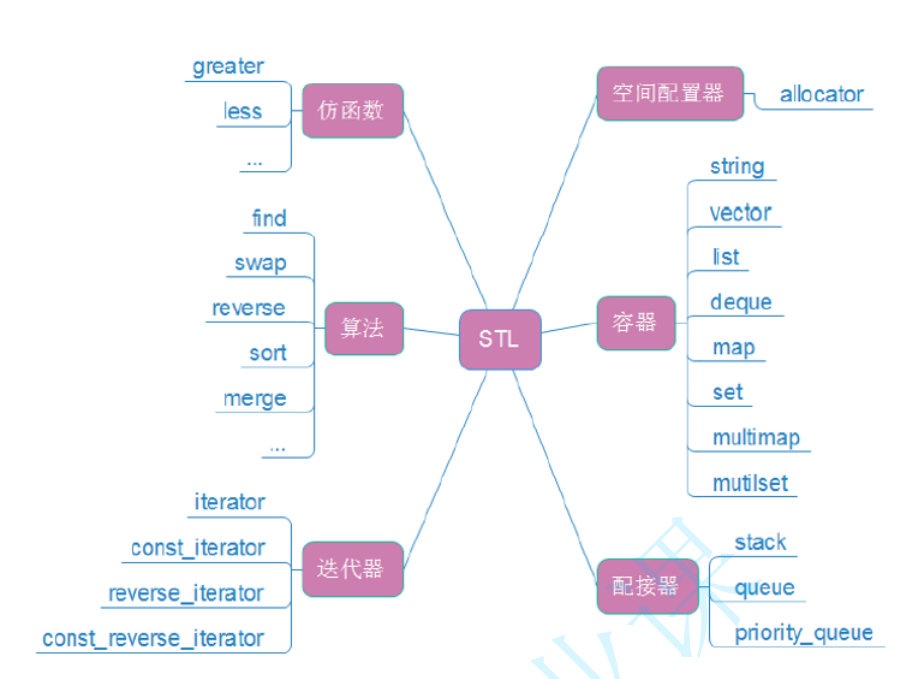 仿函数
greater
less
...
算法
find
swap
reverse
sort
merge
...
迭代器
iterator
const_iterator
reverse_iterator
const_reverse_iterator
STL
空间配置器
allocator
容器
string
vector
list
deque
map
set
multimap
mutilset
配接器
stack
queue
priority_queue
业课